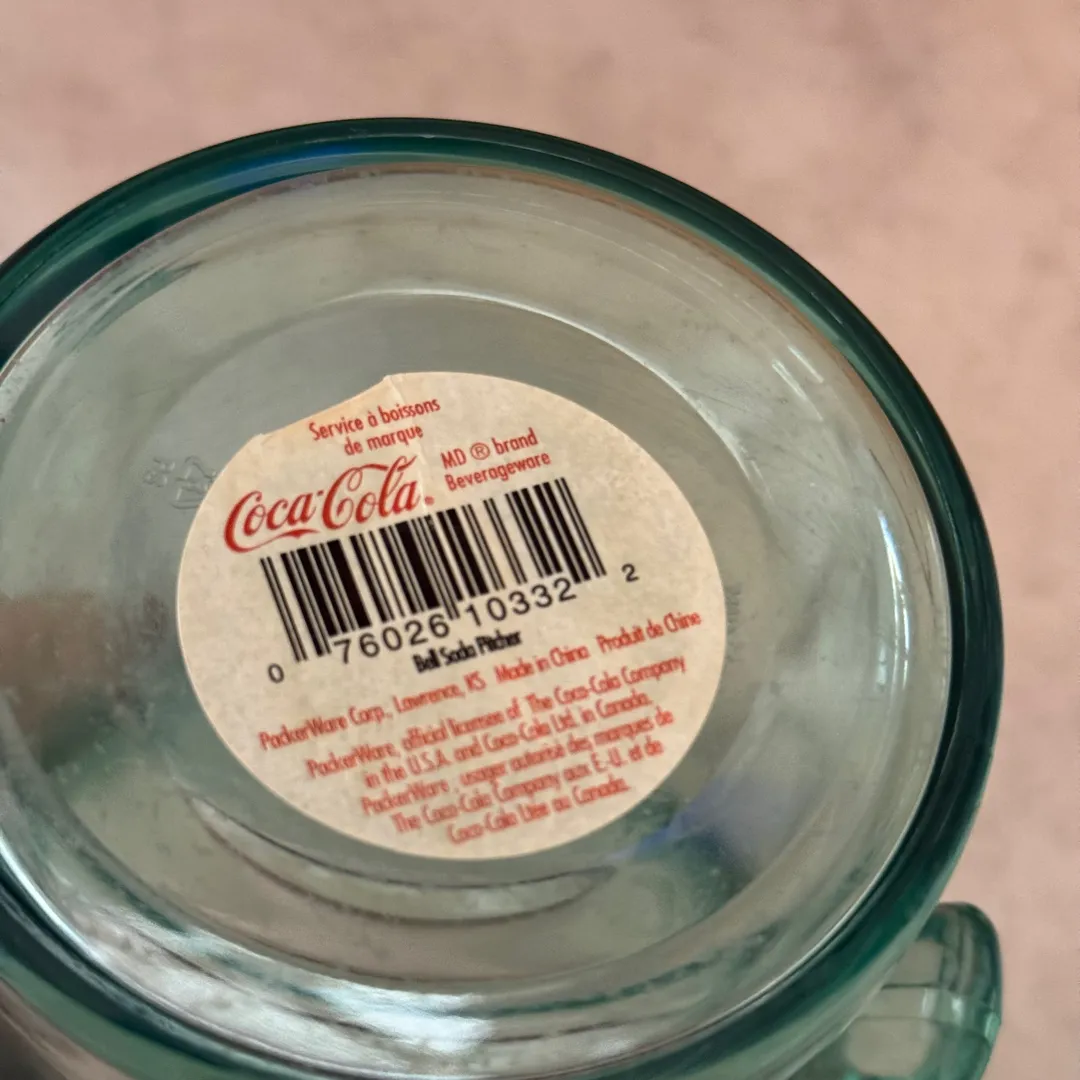 Service à boissons
de marque
Coca-Cola® MD ® brand
Beverageware
0 76026 10332 2
Bell Soda Pitcher
PackerWare Corp., Lawrence, KS Made in China Produit de Chine
PackerWare, official licensee of The Coca-Cola Company
in the U.S.A. and Coca-Cola Ltd. in Canada.
PackerWare, usager autorisé des marques de
The Coca-Cola Company aux E.-U. et de
Coca-Cola Ltée au Canada.